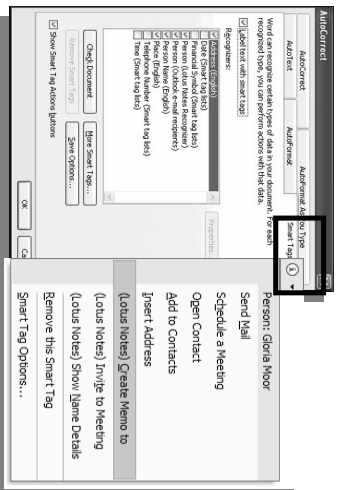 AutoCorrect
AutoCorrect
AutoFormat As You Type
AutoText
AutoFormat
Smart Tags
Word can recognize certain types of data in your document. For each
recognized type, you can perform actions with that data.
Label text with smart tags
Recognizers:
Address (English)
Date (Smart tag lists)
Financial Symbol (Smart tag lists)
Person (Lotus Notes Recognizer)
Person (Outlook e-mail recipients)
Person Name (English)
Place (English)
Telephone Number (Smart tag lists)
Time (Smart tag lists)
Properties
Check Document
More Smart Tags...
Remove Smart Tags
Save Options...
Show Smart Tag Actions buttons
OK
Person: Gloria Moor
Send Mail
Schedule a Meeting
Open Contact
Add to Contacts
Insert Address
(Lotus Notes) Create Memo to
(Lotus Notes) Invite to Meeting
(Lotus Notes) Show Name Details
Remove this Smart Tag
Smart Tag Options...